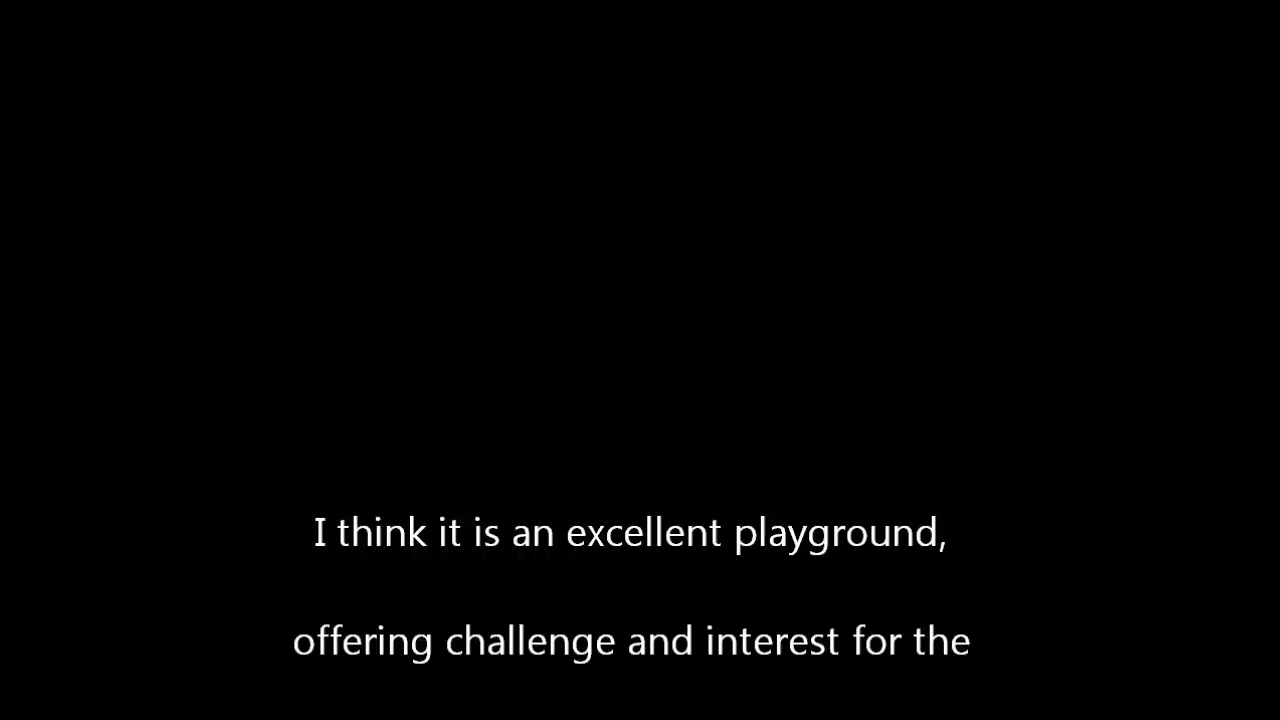 I think it is an excellent playground,
offering challenge and interest for the